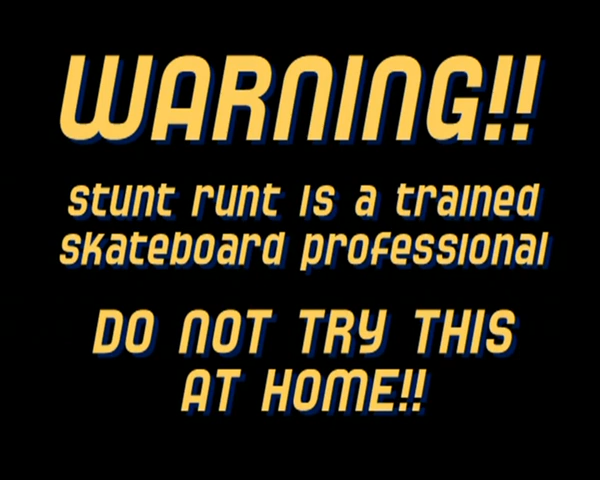 WARNING!!
stunt runt is a trained
skateboard professional
DO NOT TRY THIS
AT HOME!!